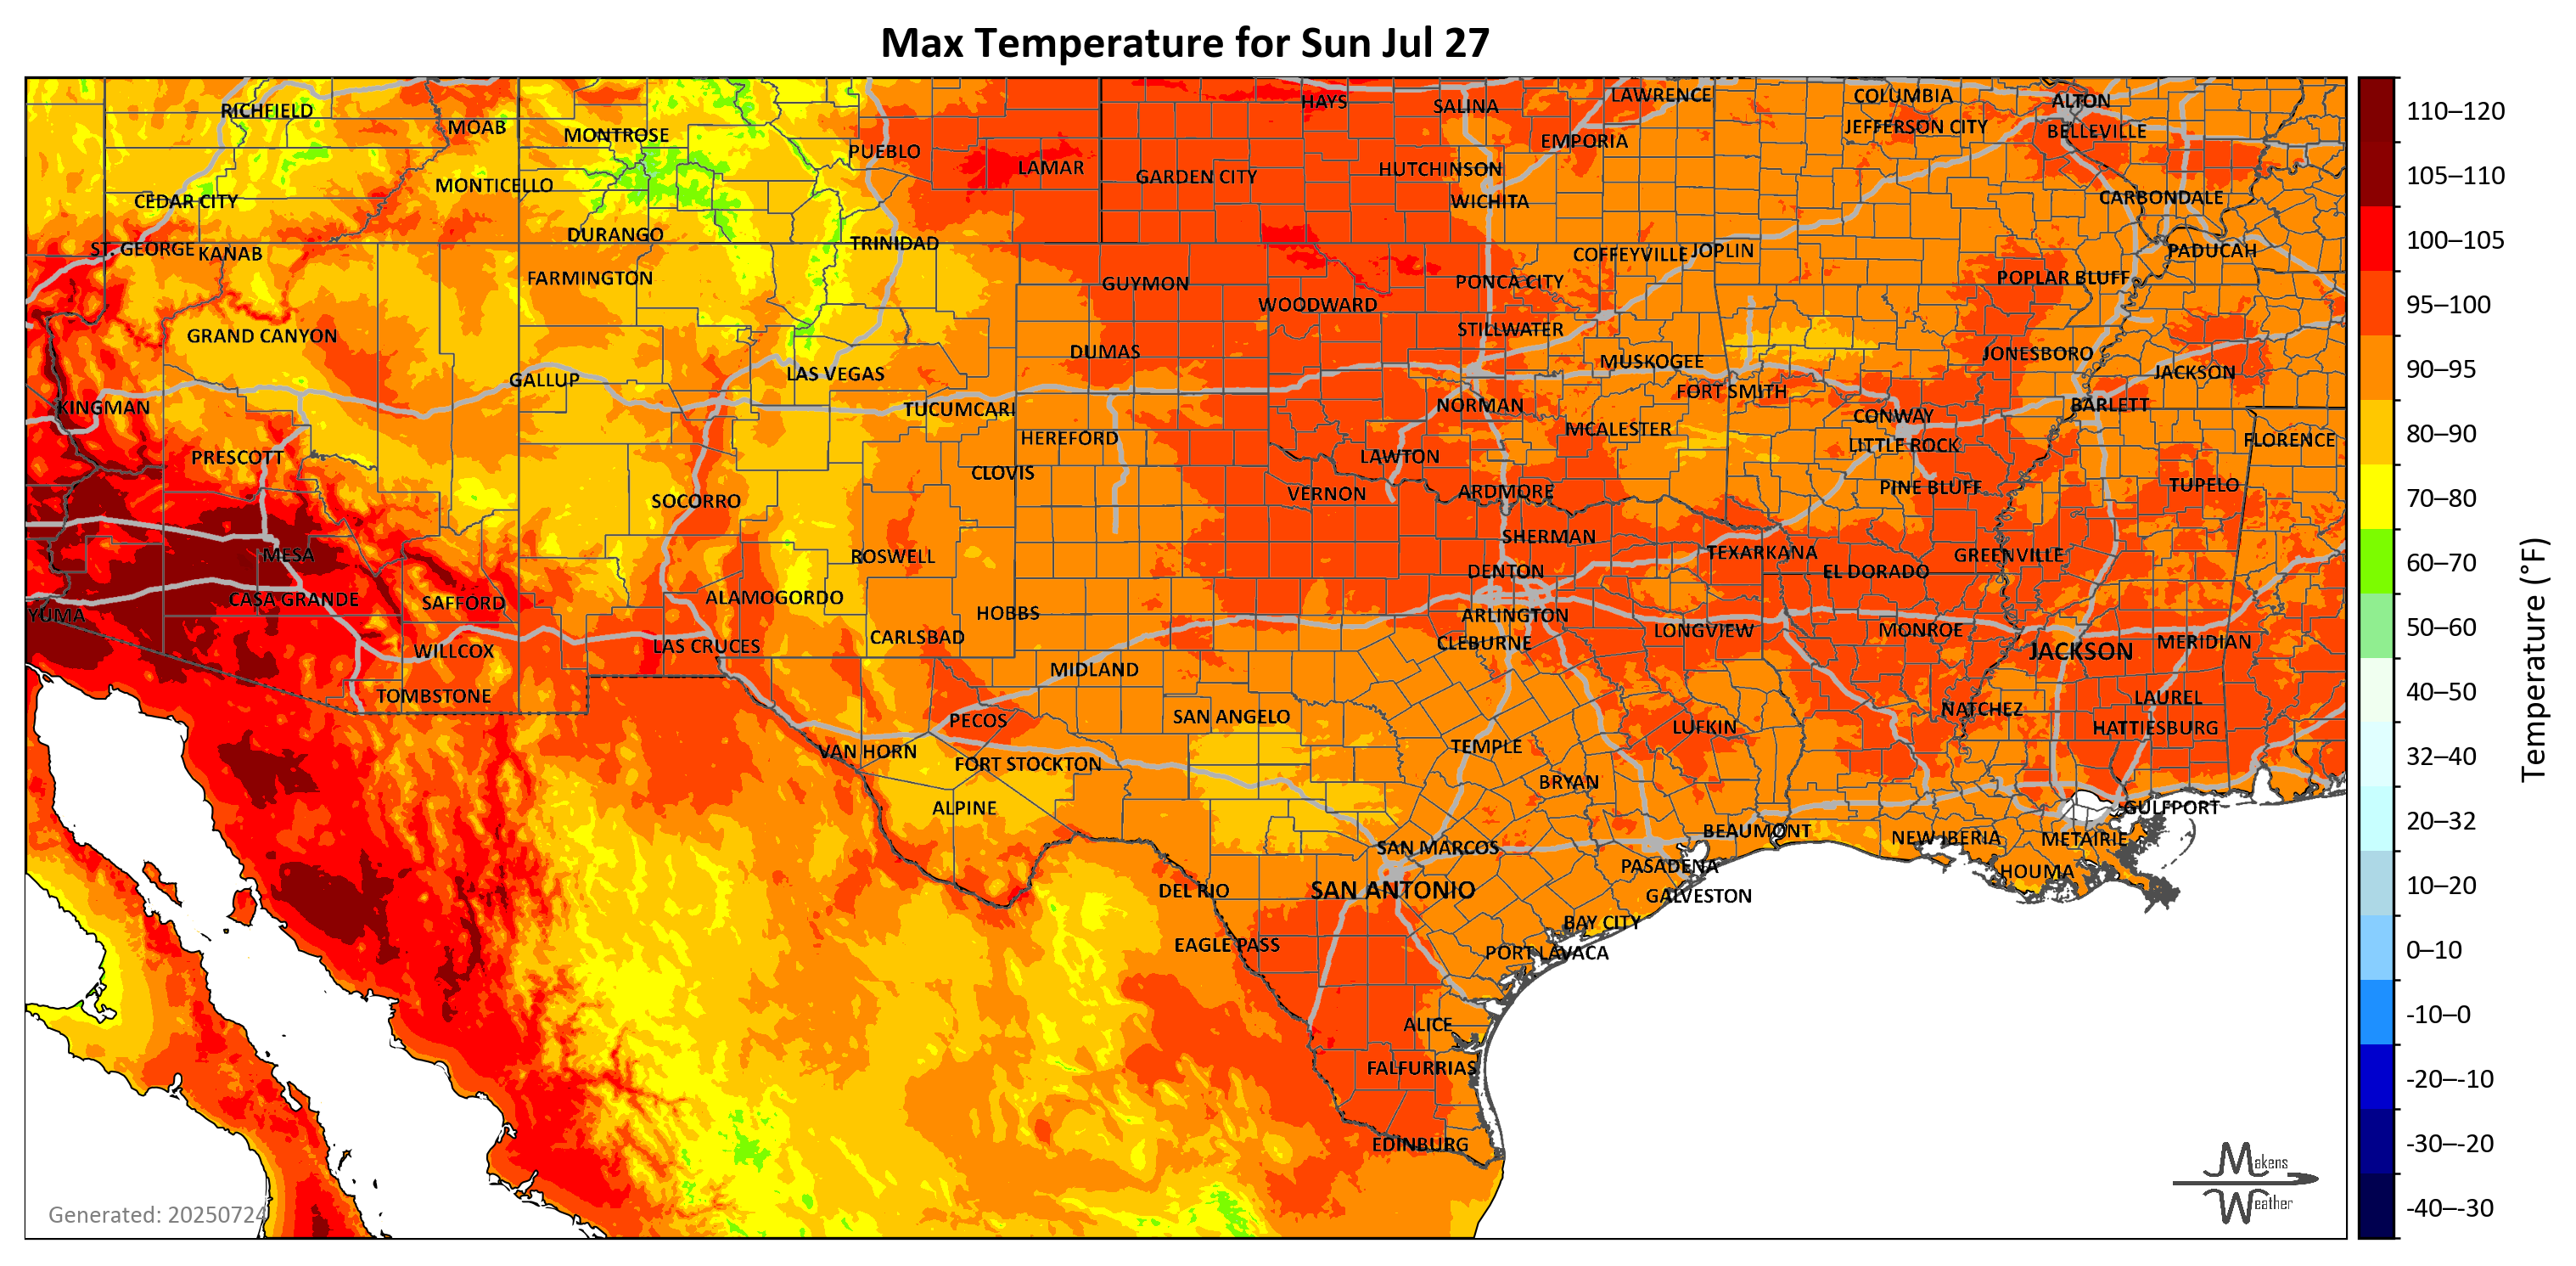 Max Temperature for Sun Jul 27
RICHFIELD
MOAB
MONTROSE
PUEBLO
LAMAR
HAYS
SALINA
LAWRENCE
COLUMBIA
ALTON
JEFFERSON CITY
BELLEVILLE
EMPORIA
HUTCHINSON
GARDEN CITY
MONTICELLO
CEDAR CITY
WICHITA
CARBONDALE
DURANGO
TRINIDAD
ST. GEORGE
KANAB
COFFEYVILLE
JOPLIN
PADUCAH
FARMINGTON
GUYMON
PONCA CITY
POPLAR BLUFF
WOODWARD
GRAND CANYON
STILLWATER
DUMAS
MUSKOGEE
JONESBORO
GALLUP
LAS VEGAS
JACKSON
FORT SMITH
KINGMAN
TUCUMCARI
NORMAN
CONWAY
BARLETT
HEREFORD
MCALESTER
LITTLE ROCK
FLORENCE
PRESCOTT
CLOVIS
LAWTON
SOCORRO
VERNON
ARDMORE
PINE BLUFF
TUPELO
SHERMAN
MESA
ROSWELL
TEXARKANA
GREENVILLE
DENTON
EL DORADO
CASA GRANDE
SAFFORD
ALAMOGORDO
YUMA
HOBBS
ARLINGTON
CARLSBAD
CLEBURNE
LONGVIEW
MONROE
MERIDIAN
WILLCOX
LAS CRUCES
JACKSON
MIDLAND
TOMBSTONE
LAUREL
PECOS
SAN ANGELO
NATCHEZ
LUFKIN
HATTIESBURG
VAN HORN
TEMPLE
FORT STOCKTON
BRYAN
ALPINE
GULFPORT
BEAUMONT
NEW IBERIA
METAIRIE
SAN MARCOS
PASADENA
HOUMA
DEL RIO
SAN ANTONIO
GALVESTON
BAY CITY
EAGLE PASS
PORT LAVACA
ALICE
FALFURRIAS
EDINBURG
Generated: 20250724
Makens
Weather
110–120
105–110
100–105
95–100
90–95
80–90
70–80
60–70
50–60
40–50
32–40
20–32
10–20
0–10
-10–0
-20–-10
-30–-20
-40–-30
Temperature (°F)